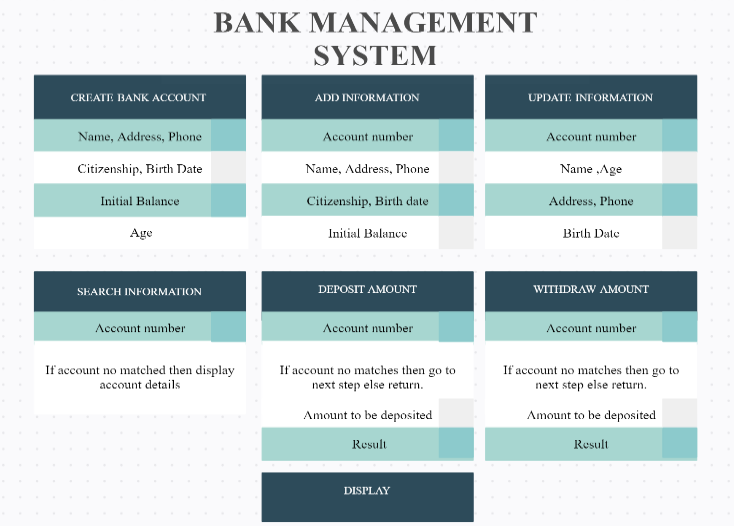 BANK MANAGEMENT
SYSTEM
CREATE BANK ACCOUNT
Name, Address, Phone
Citizenship, Birth Date
Initial Balance
Age
ADD INFORMATION
Account number
Name, Address, Phone
Citizenship, Birth date
Initial Balance
UPDATE INFORMATION
Account number
Name ,Age
Address, Phone
Birth Date
SEARCH INFORMATION
Account number
If account no matched then display
account details
DEPOSIT AMOUNT
Account number
If account no matches then go to
next step else return.
Amount to be deposited
Result
WITHDRAW AMOUNT
Account number
If account no matches then go to
next step else return.
Amount to be deposited
Result
DISPLAY